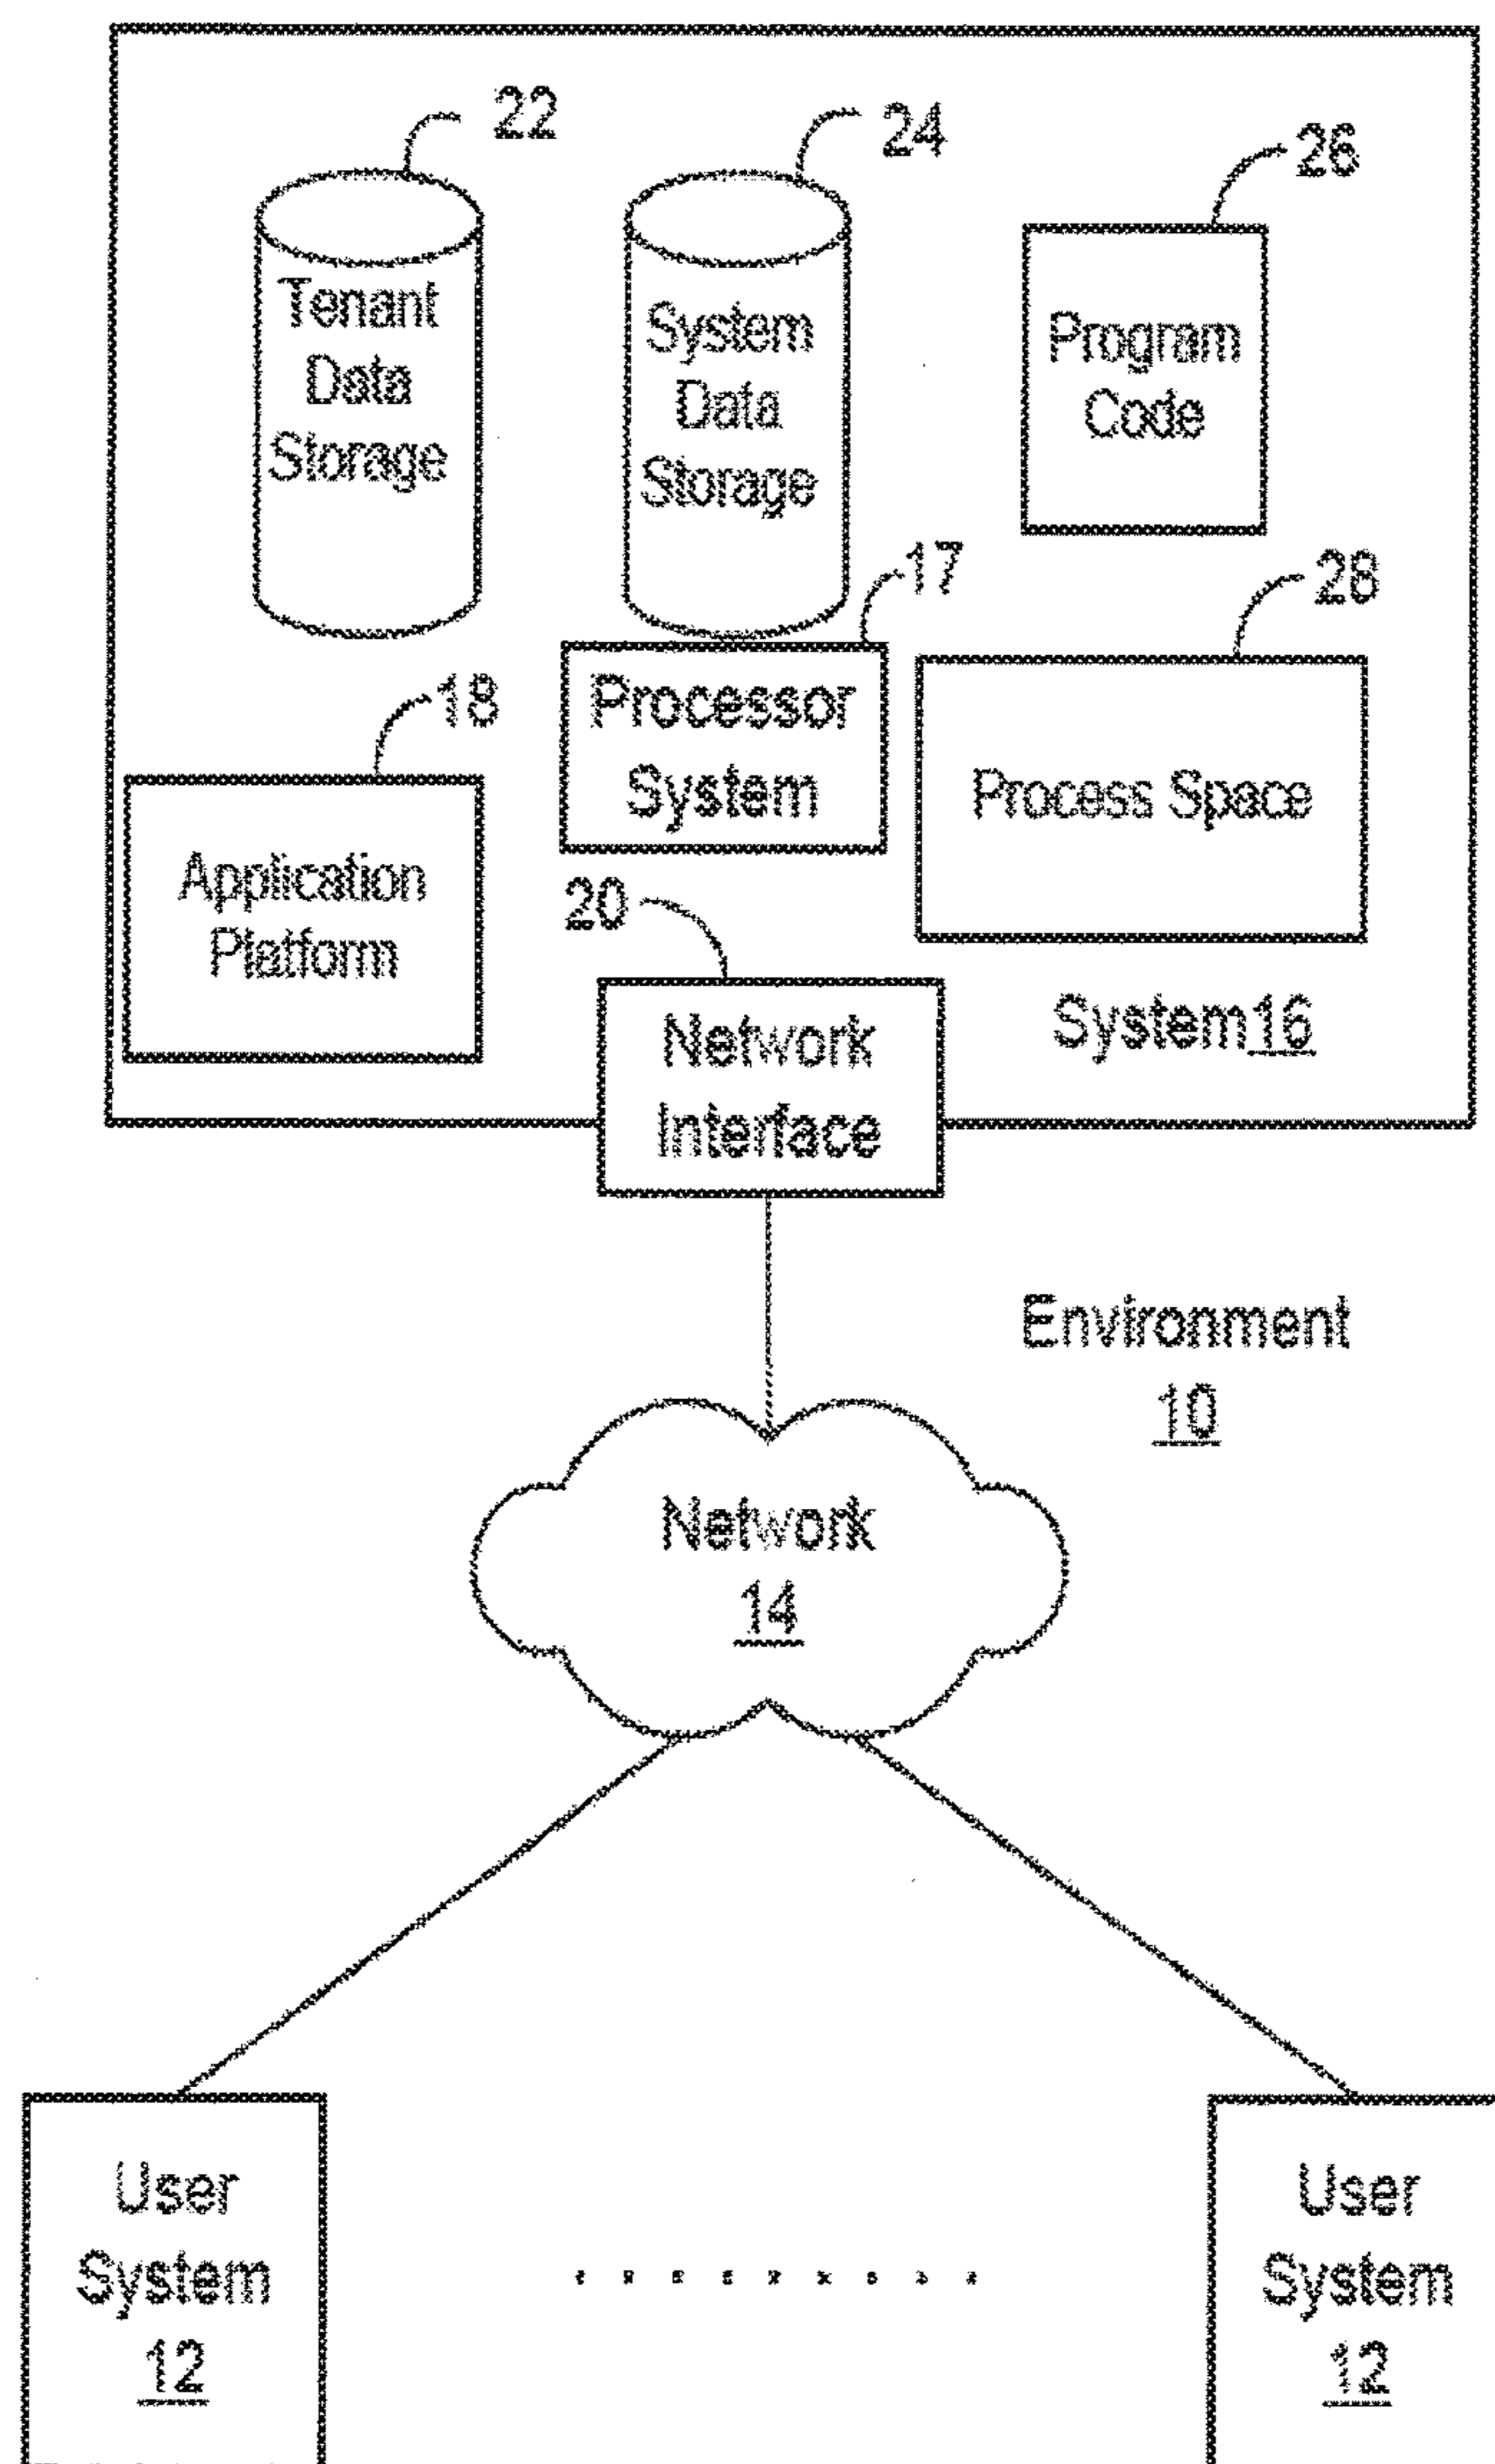 22
24
26
Tenant
Data
Storage
System
Data
Storage
Program
Code
17
28
18
Processor
System
Process Space
Application
Platform
20
Network
Interface
System16
Environment
10
Network
14
User
System
12
User
System
12